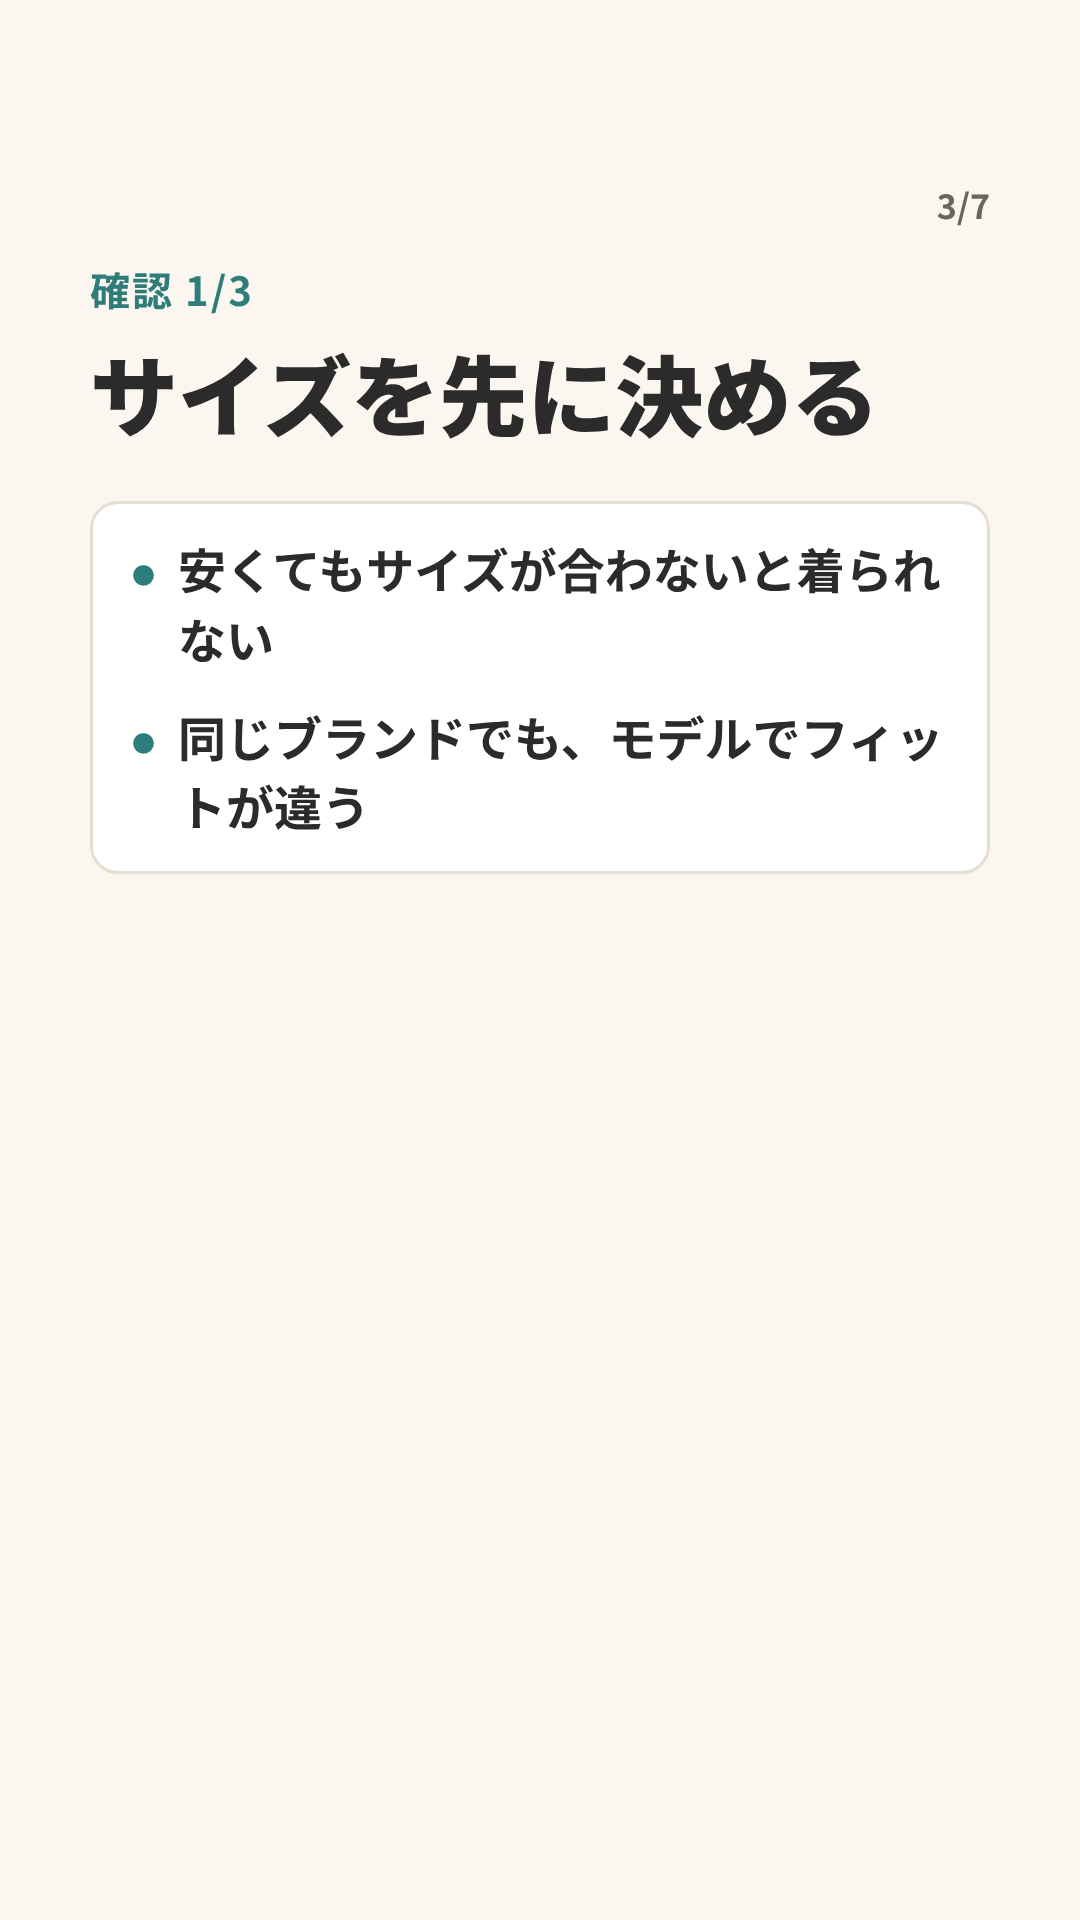 3/7
確認 1/3
サイズを先に決める
● 安くてもサイズが合わないと着られ
ない
● 同じブランドでも、モデルでフィッ
トが違う